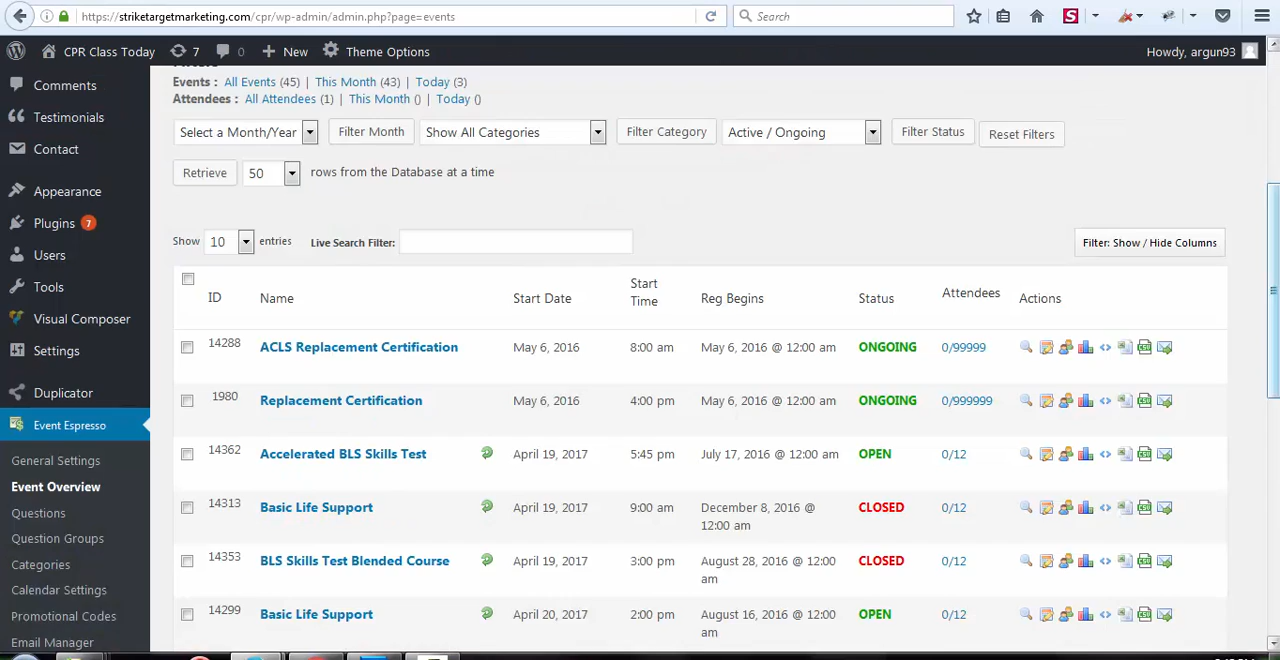 https://striketargetmarketing.com/cpr/wp-admin/admin.php?page=events
Search
CPR Class Today 7 0 New Theme Options Howdy, argun93
Comments
Testimonials
Contact
Appearance
Plugins 7
Users
Tools
Visual Composer
Settings
Duplicator
Event Espresso
General Settings
Event Overview
Questions
Question Groups
Categories
Calendar Settings
Promotional Codes
Email Manager
Events : All Events (45) | This Month (43) | Today (3)
Attendees : All Attendees (1) | This Month () | Today ()
Select a Month/Year Filter Month Show All Categories Filter Category Active / Ongoing Filter Status Reset Filters
Retrieve 50 rows from the Database at a time
Show 10 entries Live Search Filter: Filter: Show / Hide Columns
ID Name Start Date Start Time Reg Begins Status Attendees Actions
14288 ACLS Replacement Certification May 6, 2016 8:00 am May 6, 2016 @ 12:00 am ONGOING 0/99999
1980 Replacement Certification May 6, 2016 4:00 pm May 6, 2016 @ 12:00 am ONGOING 0/999999
14362 Accelerated BLS Skills Test April 19, 2017 5:45 pm July 17, 2016 @ 12:00 am OPEN 0/12
14313 Basic Life Support April 19, 2017 9:00 am December 8, 2016 @ 12:00 am CLOSED 0/12
14353 BLS Skills Test Blended Course April 19, 2017 3:00 pm August 28, 2016 @ 12:00 am CLOSED 0/12
14299 Basic Life Support April 20, 2017 2:00 pm August 16, 2016 @ 12:00 am OPEN 0/12